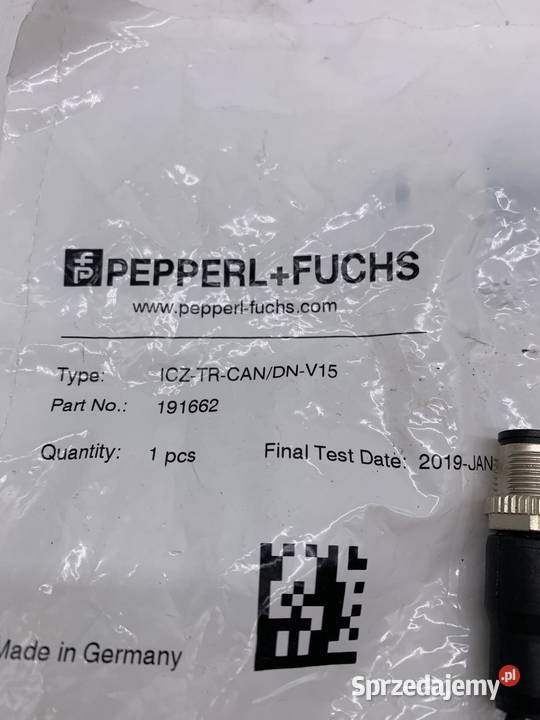 PEPPERL+FUCHS
www.pepperl-fuchs.com
Type: ICZ-TR-CAN/DN-V15
Part No.: 191662
Quantity: 1 pcs Final Test Date: 2019-JAN
Made in Germany
Sprzedajemy.pl